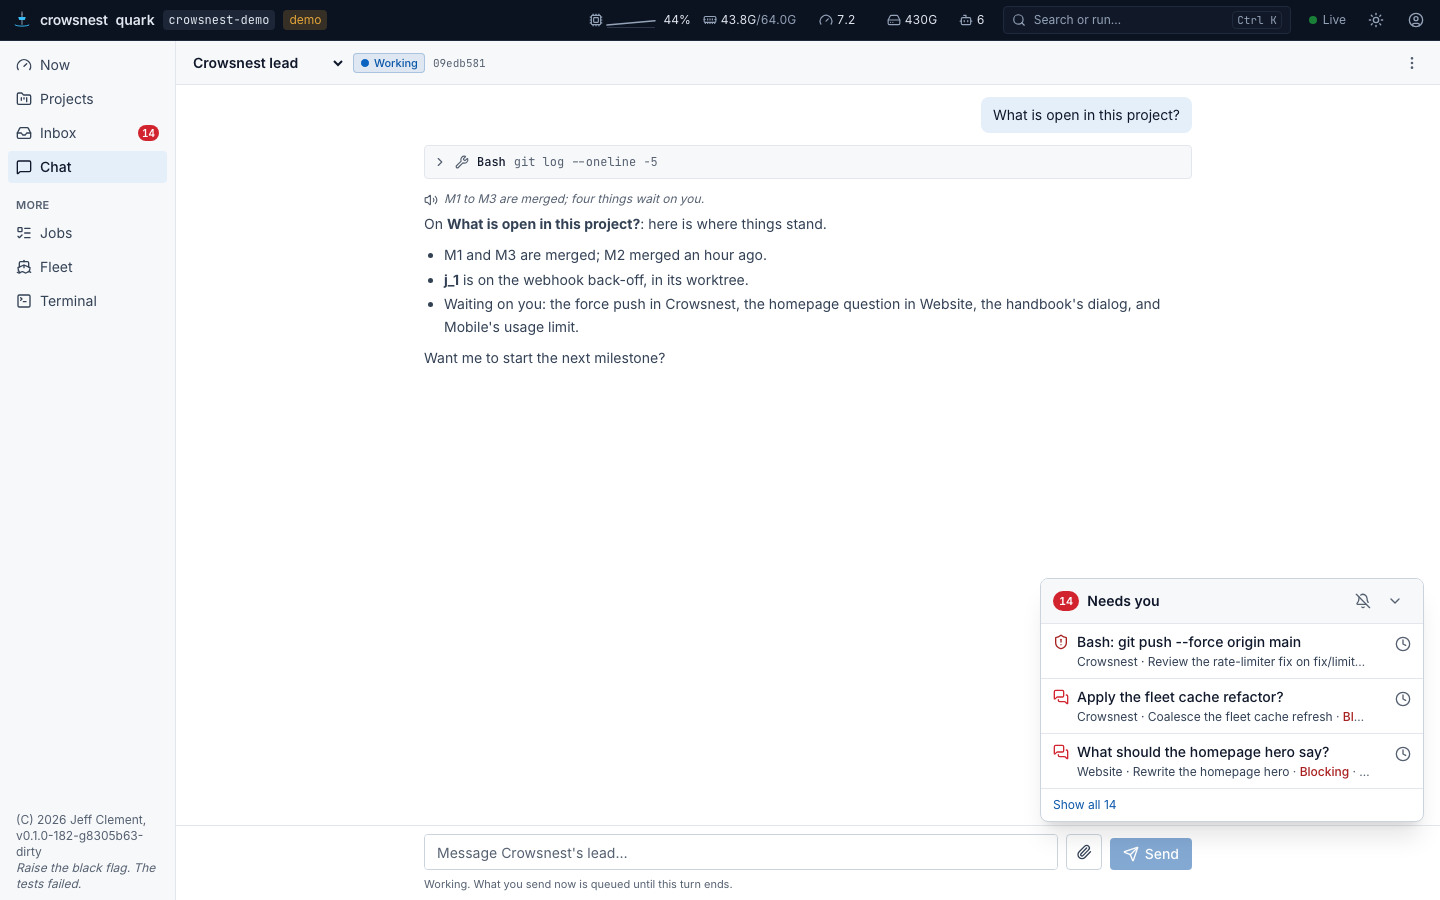 crowsnest quark crowsnest-demo demo
44% 43.8G/64.0G 7.2 430G 6 Search or run... Ctrl K Live
Now
Projects
Inbox 14
Chat
MORE
Jobs
Fleet
Terminal
(C) 2026 Jeff Clement,
v0.1.0-182-g8305b63-
dirty
Raise the black flag. The
tests failed.
Crowsnest lead Working 09edb581
What is open in this project?
Bash git log --oneline -5
M1 to M3 are merged; four things wait on you.
On What is open in this project?: here is where things stand.
• M1 and M3 are merged; M2 merged an hour ago.
• j_1 is on the webhook back-off, in its worktree.
• Waiting on you: the force push in Crowsnest, the homepage question in Website, the handbook's dialog, and
Mobile's usage limit.
Want me to start the next milestone?
14 Needs you
Bash: git push --force origin main
Crowsnest · Review the rate-limiter fix on fix/limit...
Apply the fleet cache refactor?
Crowsnest · Coalesce the fleet cache refresh · Bl...
What should the homepage hero say?
Website · Rewrite the homepage hero · Blocking · ...
Show all 14
Message Crowsnest's lead...
Send
Working. What you send now is queued until this turn ends.